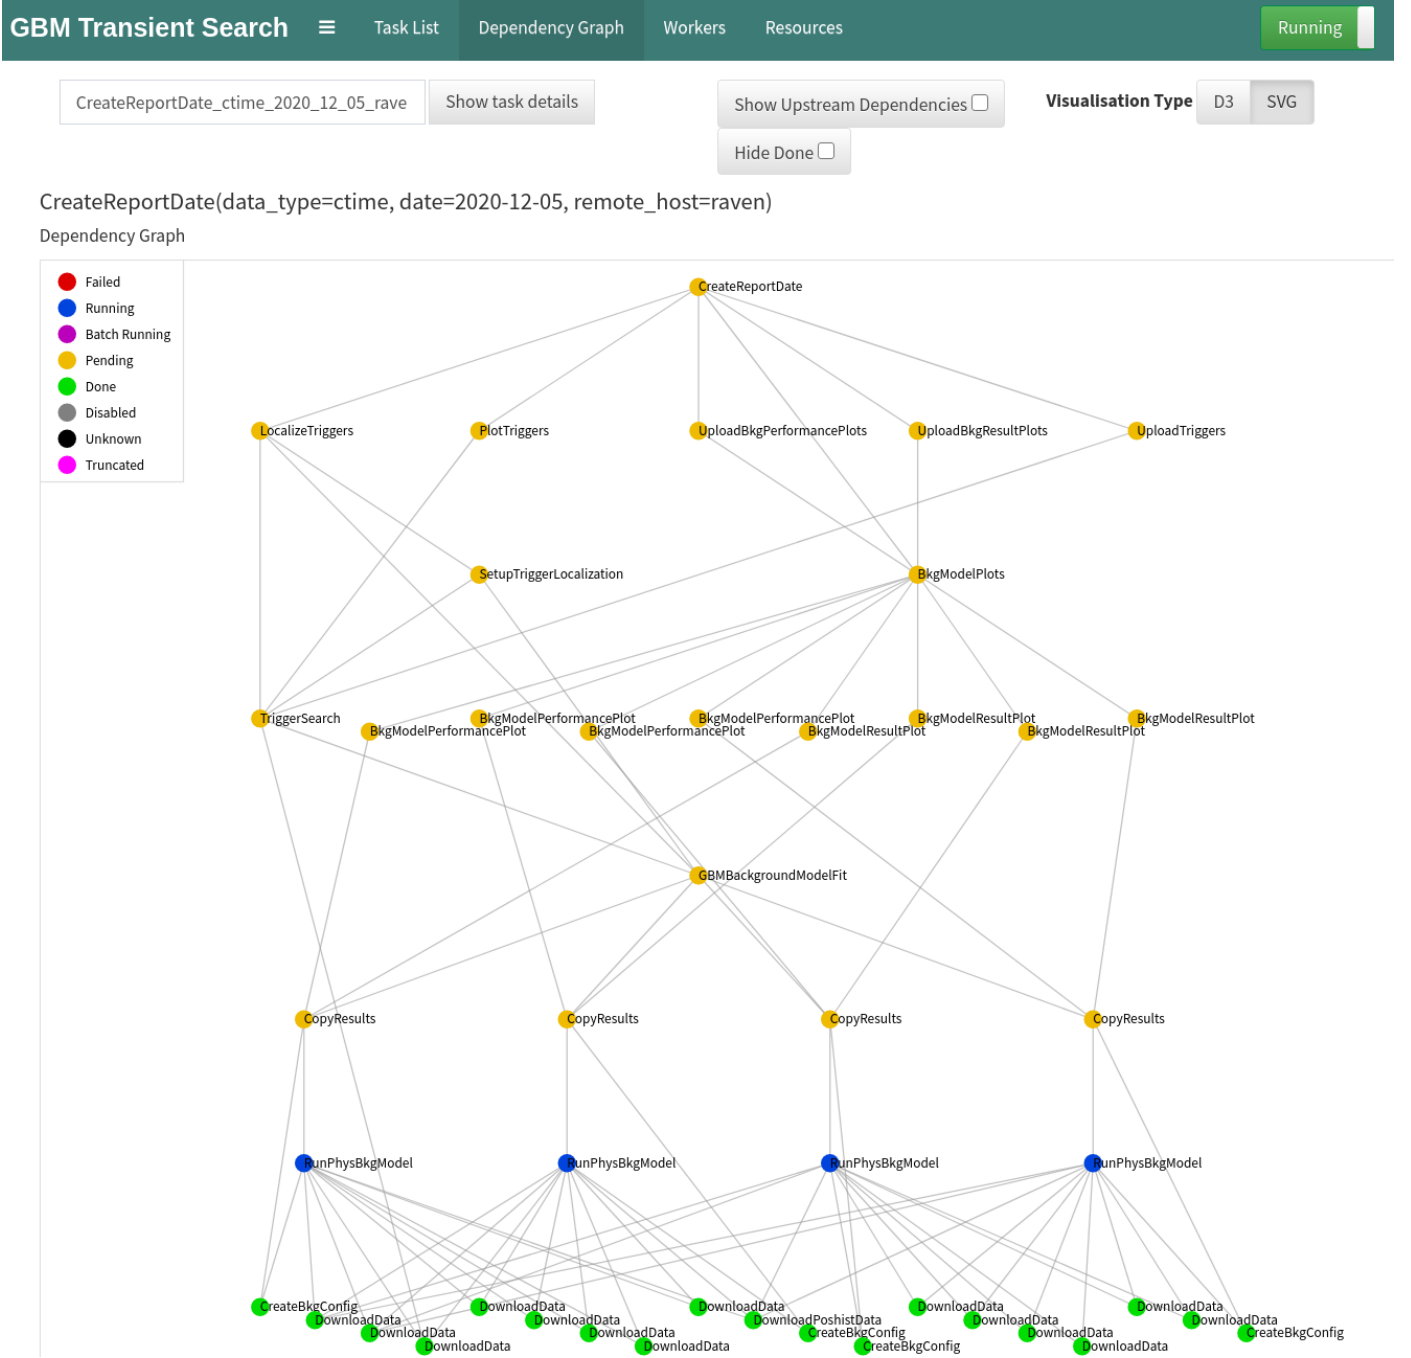 GBM Transient Search
Task List
Dependency Graph
Workers
Resources
Running
CreateReportDate_ctime_2020_12_05_rave
Show task details
Show Upstream Dependencies
Visualisation Type
D3
SVG
Hide Done
CreateReportDate(data_type=ctime, date=2020-12-05, remote_host=raven)
Dependency Graph
Failed
Running
Batch Running
Pending
Done
Disabled
Unknown
Truncated
CreateReportDate
LocalizeTriggers
PlotTriggers
UploadBkgPerformancePlots
UploadBkgResultPlots
UploadTriggers
SetupTriggerLocalization
BkgModelPlots
TriggerSearch
BkgModelPerformancePlot
BkgModelPerformancePlot
BkgModelPerformancePlot
BkgModelPerformancePlot
BkgModelResultPlot
BkgModelResultPlot
BkgModelResultPlot
BkgModelResultPlot
GBMBackgroundModelFit
CopyResults
CopyResults
CopyResults
CopyResults
RunPhysBkgModel
RunPhysBkgModel
RunPhysBkgModel
RunPhysBkgModel
CreateBkgConfig
DownloadData
DownloadData
DownloadData
DownloadData
DownloadData
DownloadData
DownloadData
DownloadData
DownloadPoshistData
CreateBkgConfig
CreateBkgConfig
DownloadData
DownloadData
DownloadData
DownloadData
DownloadData
DownloadData
CreateBkgConfig